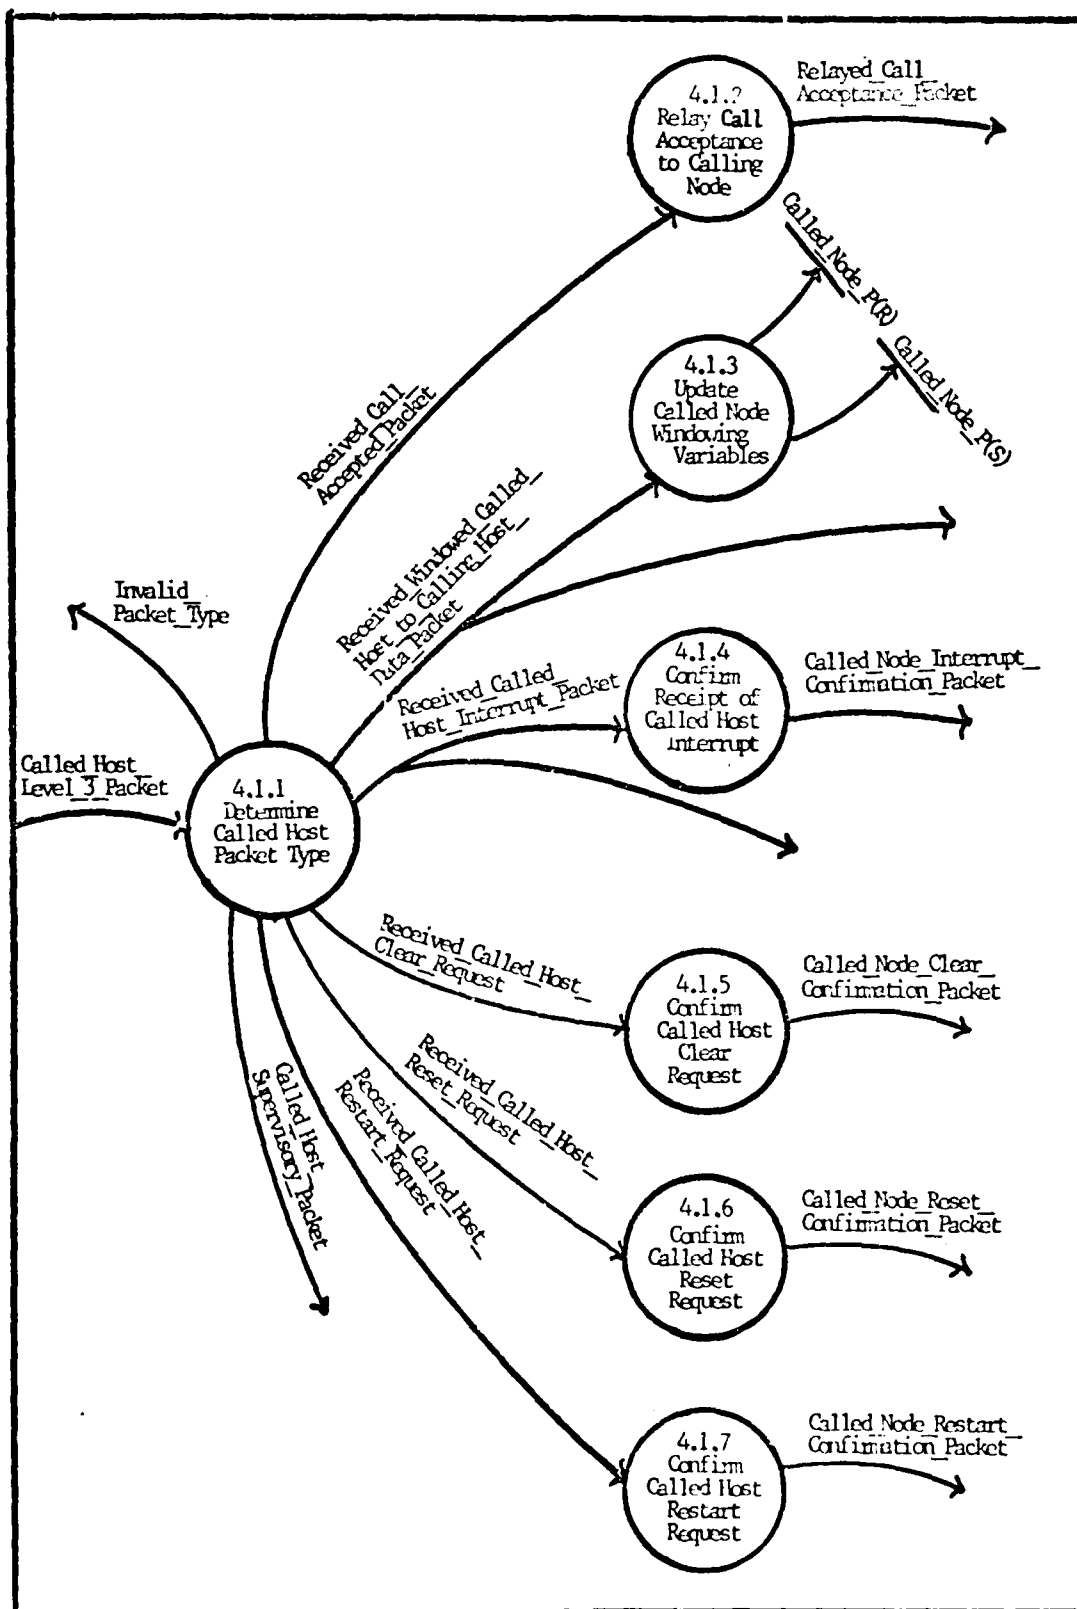 4.1.2
Relay Call
Acceptance
to Calling
Node
Relayed_Call_
Acceptance_Packet
Called_Node_P(R)
Called_Node_P(S)
4.1.3
Update
Called Node
Windowing
Variables
Received_Call_
Accepted_Packet
Received_Windowed_Called_
Host_to_Calling_Host_
Data_Packet
Invalid_
Packet_Type
Received_Called_
Host_Interrupt_Packet
4.1.4
Confirm
Receipt of
Called Host
Interrupt
Called_Node_Interrupt_
Confirmation_Packet
Called_Host_
Level_3_Packet
4.1.1
Determine
Called Host
Packet Type
Received_Called_Host_
Clear_Request
4.1.5
Confirm
Called Host
Clear
Request
Called_Node_Clear_
Confirmation_Packet
Received_Called_Host_
Reset_Request
Received_Called_Host_
Restart_Request
Called_Host_
Supervisory_Packet
4.1.6
Confirm
Called Host
Reset
Request
Called_Node_Reset_
Confirmation_Packet
4.1.7
Confirm
Called Host
Restart
Request
Called_Node_Restart_
Confirmation_Packet